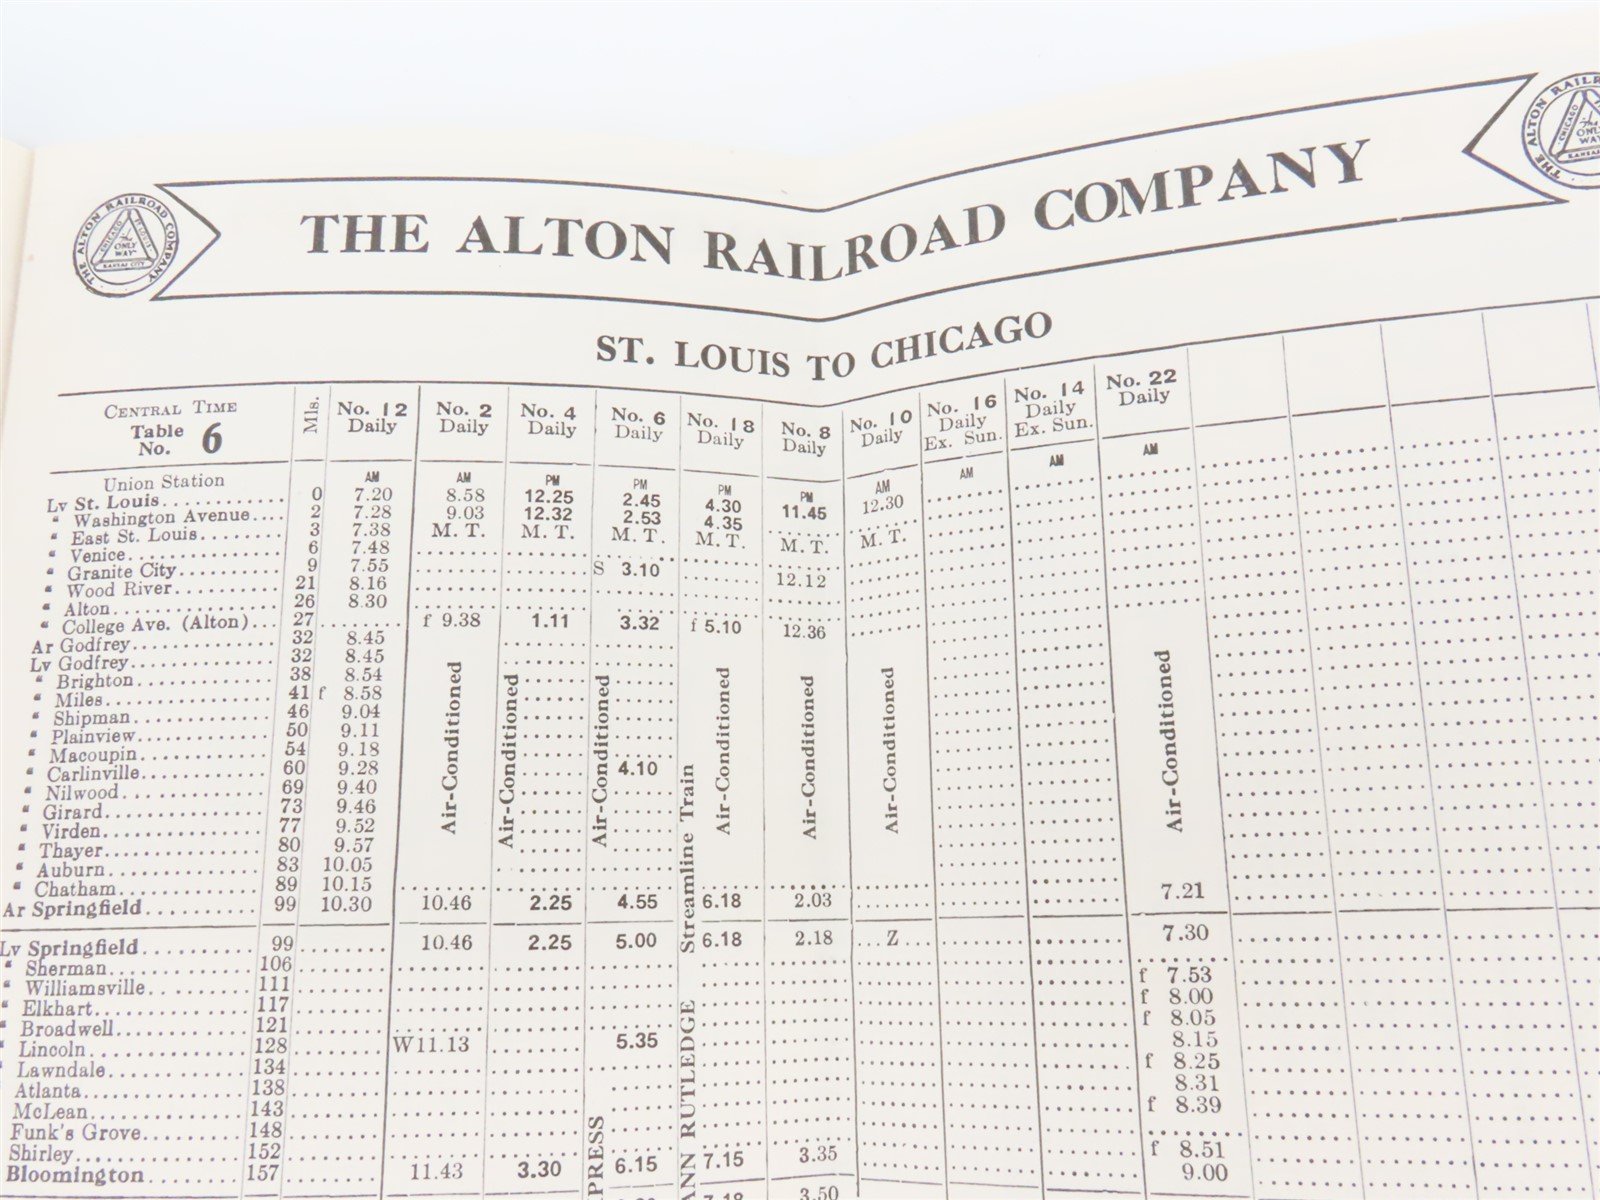 THE ALTON RAILROAD COMPANY
THE ALTON RAILROAD COMPANY CHICAGO ST. LOUIS "The ONLY WAY" KANSAS CITY
ST. LOUIS TO CHICAGO
CENTRAL TIME Table No. 6 Mls. No. 12 Daily No. 2 Daily No. 4 Daily No. 6 Daily No. 18 Daily No. 8 Daily No. 10 Daily No. 16 Daily Ex. Sun. No. 14 Daily Ex. Sun. No. 22 Daily
Union Station AM AM PM PM PM PM AM AM AM AM
Lv St. Louis 0 7.20 8.58 12.25 2.45 4.30 11.45 12.30
" Washington Avenue 2 7.28 9.03 12.32 2.53 4.35
" East St. Louis 3 7.38 M. T. M. T. M. T. M. T. M. T. M. T.
" Venice 6 7.48
" Granite City 9 7.55 S 3.10 12.12
" Wood River 21 8.16
" Alton 26 8.30
" College Ave. (Alton) 27 f 9.38 1.11 3.32 f 5.10 12.36
Ar Godfrey 32 8.45
Lv Godfrey 32 8.45
" Brighton 38 8.54
" Miles 41 f 8.58
" Shipman 46 9.04
" Plainview 50 9.11
" Macoupin 54 9.18
" Carlinville 60 9.28 4.10
" Nilwood 69 9.40
" Girard 73 9.46
" Virden 77 9.52
" Thayer 80 9.57
" Auburn 83 10.05
" Chatham 89 10.15 7.21
Ar Springfield 99 10.30 10.46 2.25 4.55 6.18 2.03
Lv Springfield 99 10.46 2.25 5.00 6.18 2.18 Z 7.30
" Sherman 106
" Williamsville 111 f 7.53
" Elkhart 117 f 8.00
" Broadwell 121 f 8.05
" Lincoln 128 W 11.13 5.35 8.15
" Lawndale 134 f 8.25
Atlanta 138 8.31
McLean 143 f 8.39
Funk's Grove 148
Shirley 152 f 8.51
Bloomington 157 11.43 3.30 6.15 7.15 3.35 9.00
3.50
Air-Conditioned
Air-Conditioned
Air-Conditioned
Streamline Train
ANN RUTLEDGE
Air-Conditioned
Air-Conditioned
Air-Conditioned
Air-Conditioned